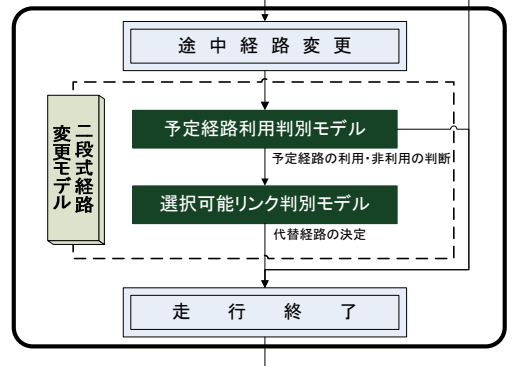 途中経路変更
予定経路利用判別モデル
予定経路の利用・非利用の判断
二段式経路
変更モデル
選択可能リンク判別モデル
代替経路の決定
走行終了